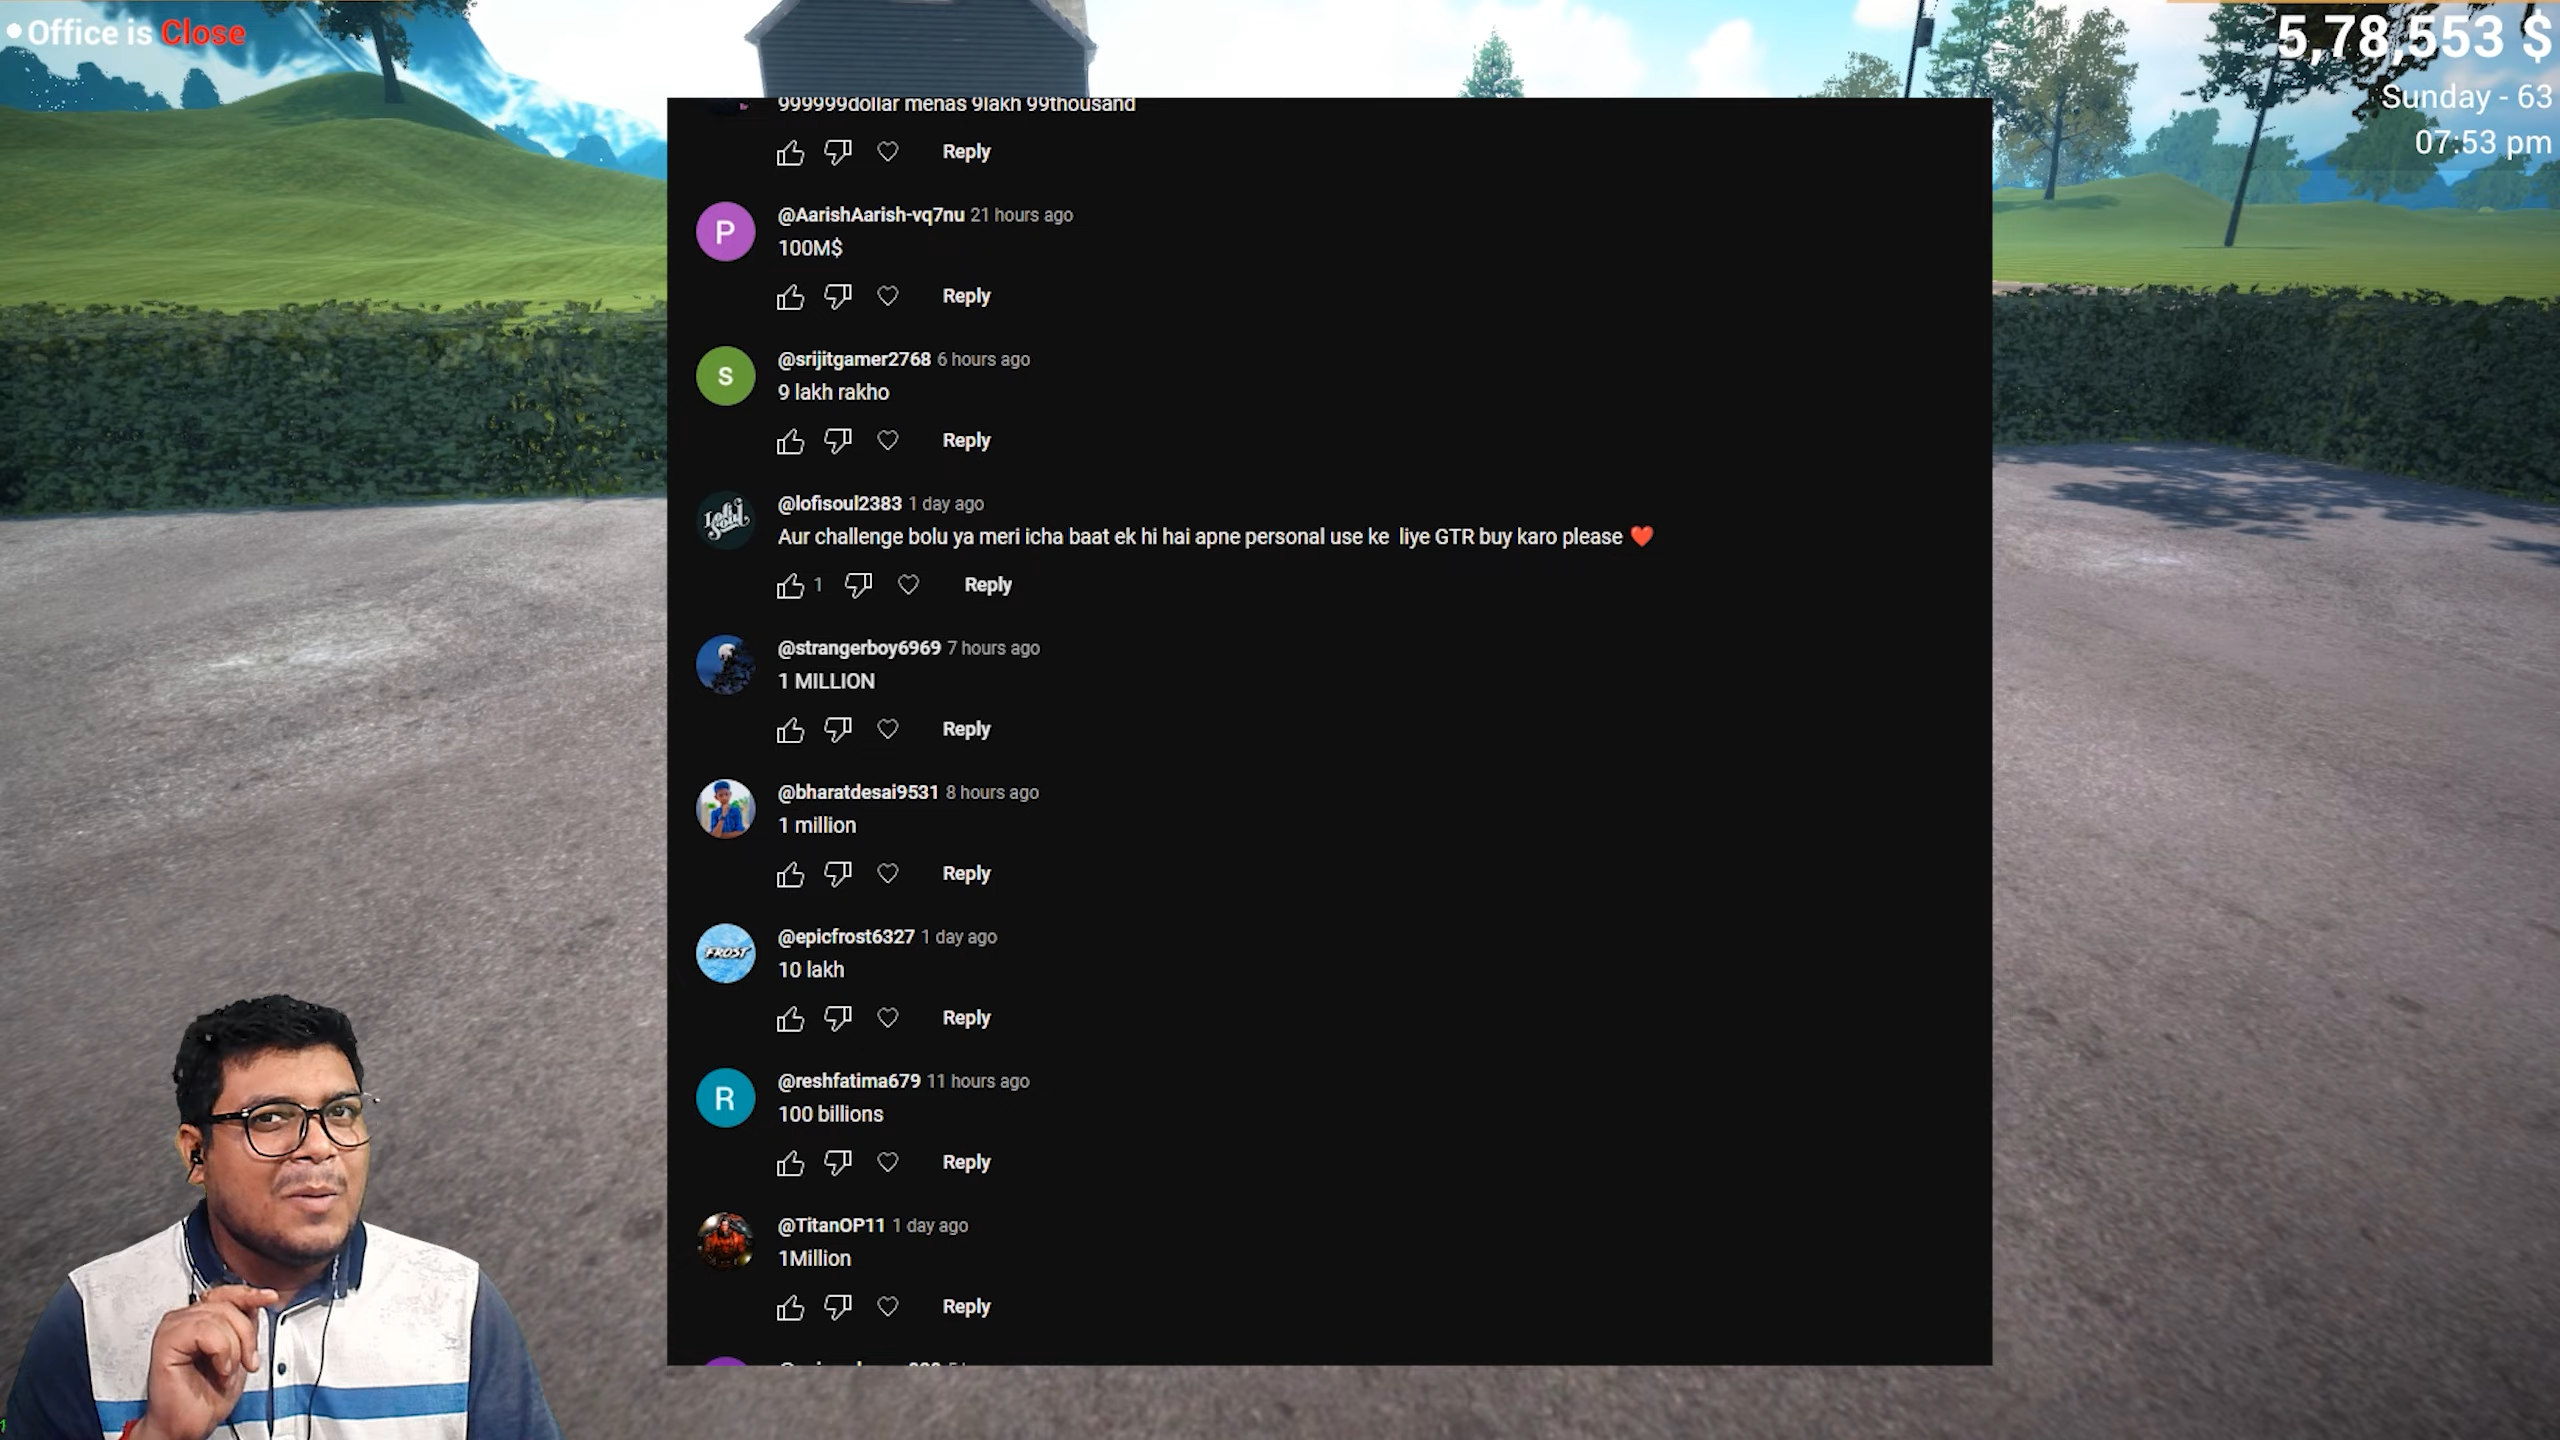 Office is Close
5,78,553 $
Sunday - 63
07:53 pm
999999dollar menas 9lakh 99thousand
Reply
P
@AarishAarish-vq7nu 21 hours ago
100M$
Reply
S
@srijitgamer2768 6 hours ago
9 lakh rakho
Reply
Lofi Soul
@lofisoul2383 1 day ago
Aur challenge bolu ya meri icha baat ek hi hai apne personal use ke liye GTR buy karo please ❤️
1 Reply
@strangerboy6969 7 hours ago
1 MILLION
Reply
@bharatdesai9531 8 hours ago
1 million
Reply
FROST
@epicfrost6327 1 day ago
10 lakh
Reply
R
@reshfatima679 11 hours ago
100 billions
Reply
@TitanOP11 1 day ago
1Million
Reply